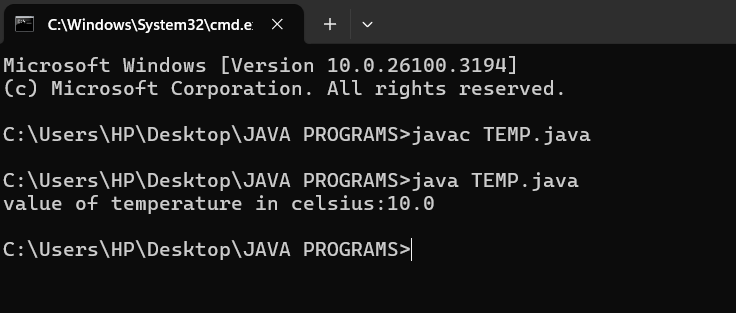 C:\Windows\System32\cmd.e
Microsoft Windows [Version 10.0.26100.3194]
(c) Microsoft Corporation. All rights reserved.
C:\Users\HP\Desktop\JAVA PROGRAMS>javac TEMP.java
C:\Users\HP\Desktop\JAVA PROGRAMS>java TEMP.java
value of temperature in celsius:10.0
C:\Users\HP\Desktop\JAVA PROGRAMS>